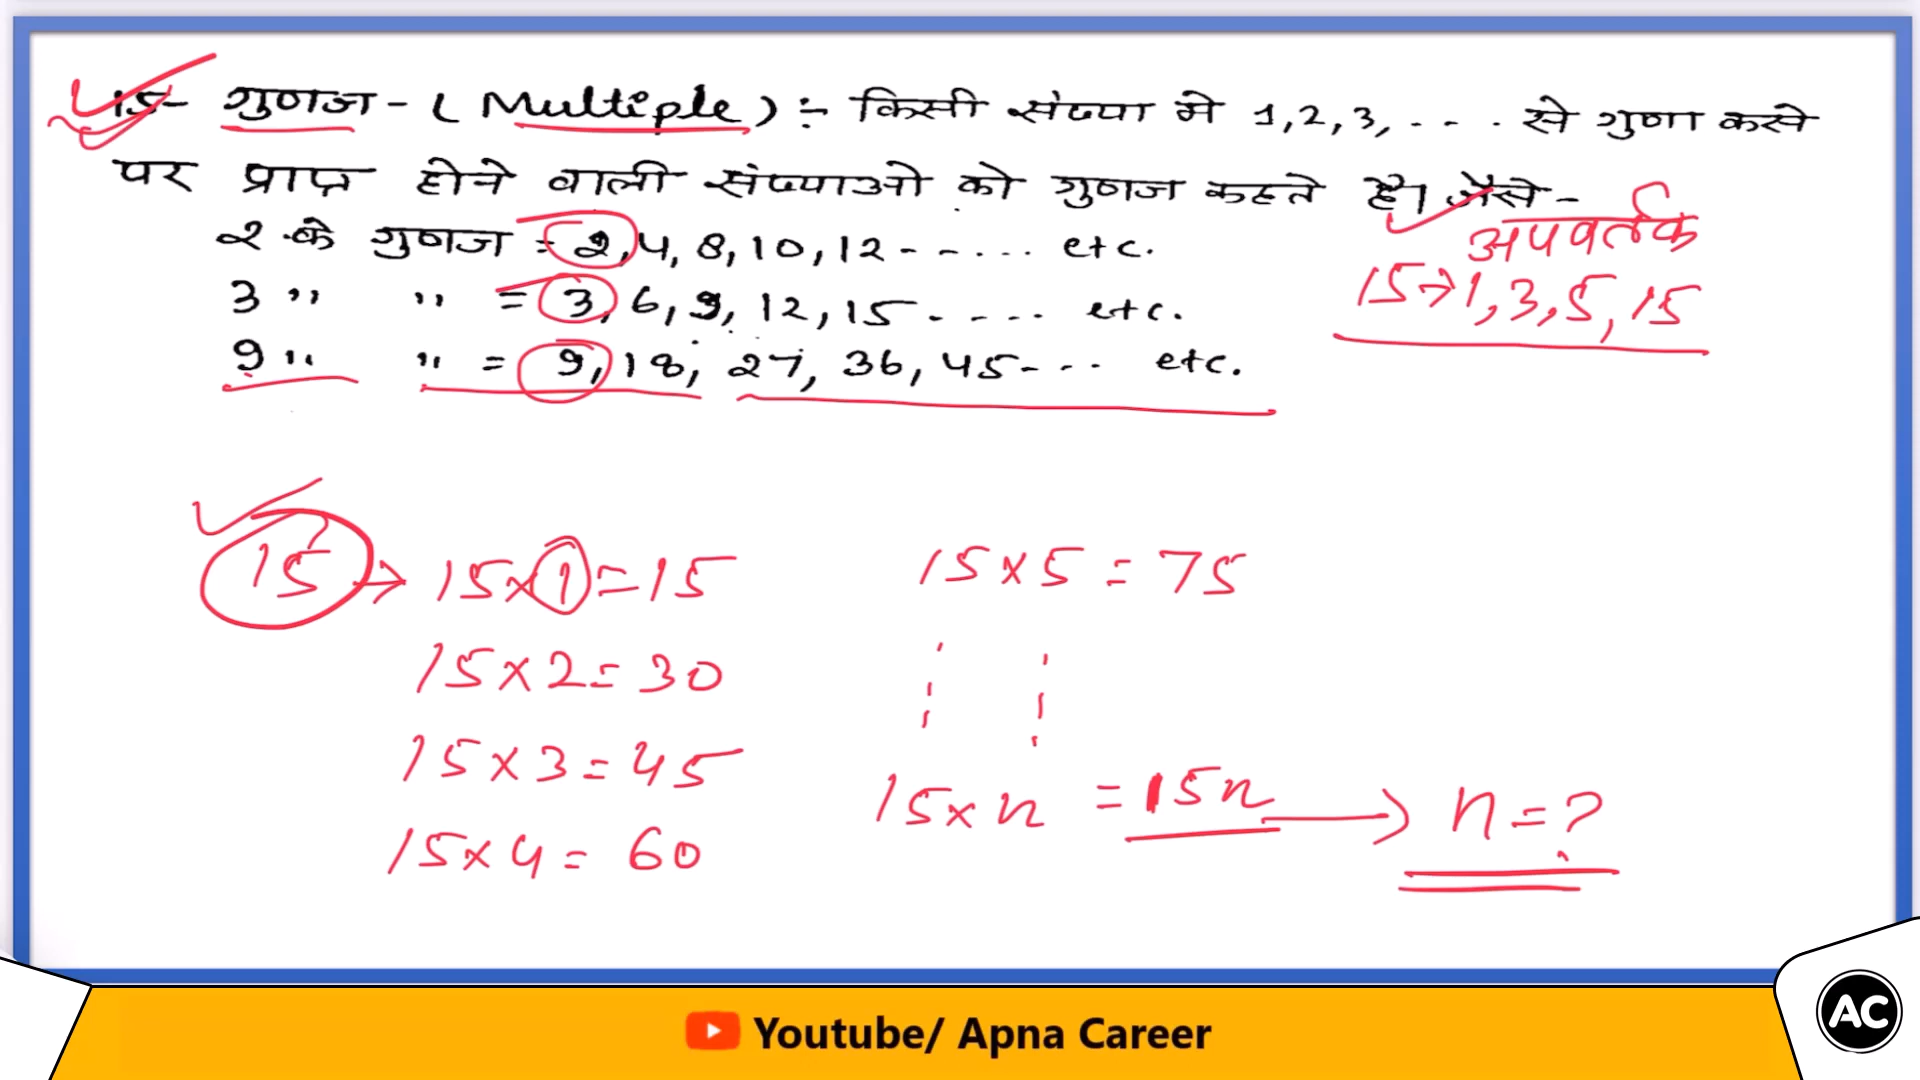 15- गुणज - ( Multiple ) :- किसी संख्या मे 1,2,3, . . . . से गुणा करने
पर प्राप्त होने वाली संख्याओ को गुणज कहते है। जैसे -
2 के गुणज = 2,4, 8, 10, 12 - - . . . . etc.
3 " " = 3, 6, 9, 12, 15 . - . . . etc.
9 " " = 9, 18, 27, 36, 45 - - . . etc.
अपवर्तक
15→1,3,5,15
15 → 15×1=15
15×2=30
15×3=45
15×4=60
15×5=75
15×n =15n → n=?
Youtube/ Apna Career
AC